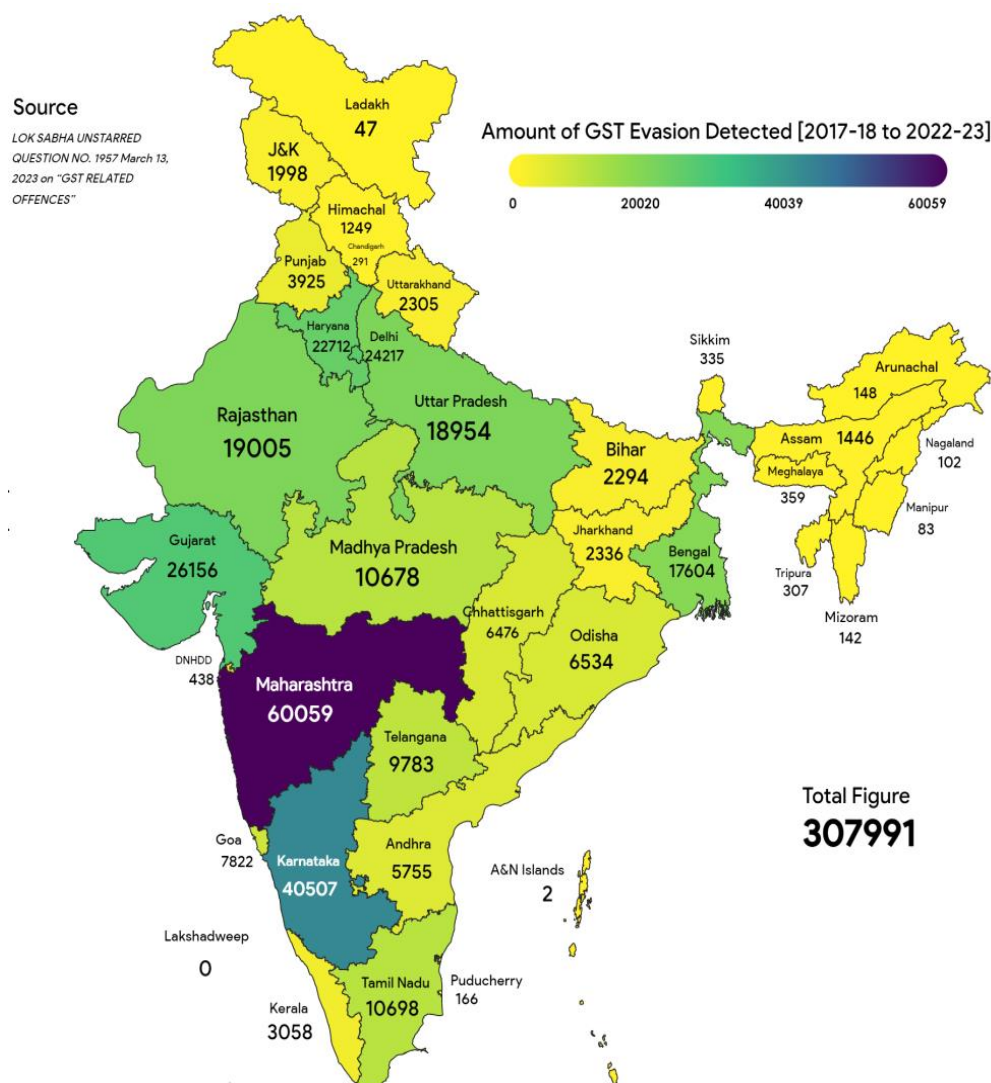 Source
LOK SABHA UNSTARRED
QUESTION NO. 1957 March 13,
2023 on "GST RELATED
OFFENCES"
Amount of GST Evasion Detected [2017-18 to 2022-23]
0 20020 40039 60059
Ladakh
47
J&K
1998
Himachal
1249
Chandigarh
291
Punjab
3925
Uttarakhand
2305
Haryana
22712
Delhi
24217
Rajasthan
19005
Uttar Pradesh
18954
Bihar
2294
Sikkim
335
Arunachal
148
Assam 1446
Nagaland
102
Meghalaya
359
Manipur
83
Tripura
307
Mizoram
142
Gujarat
26156
Madhya Pradesh
10678
Jharkhand
2336
Bengal
17604
Chhattisgarh
6476
Odisha
6534
DNHDD
438
Maharashtra
60059
Telangana
9783
Total Figure
307991
Goa
7822
Karnataka
40507
Andhra
5755
A&N Islands
2
Lakshadweep
0
Tamil Nadu
10698
Puducherry
166
Kerala
3058